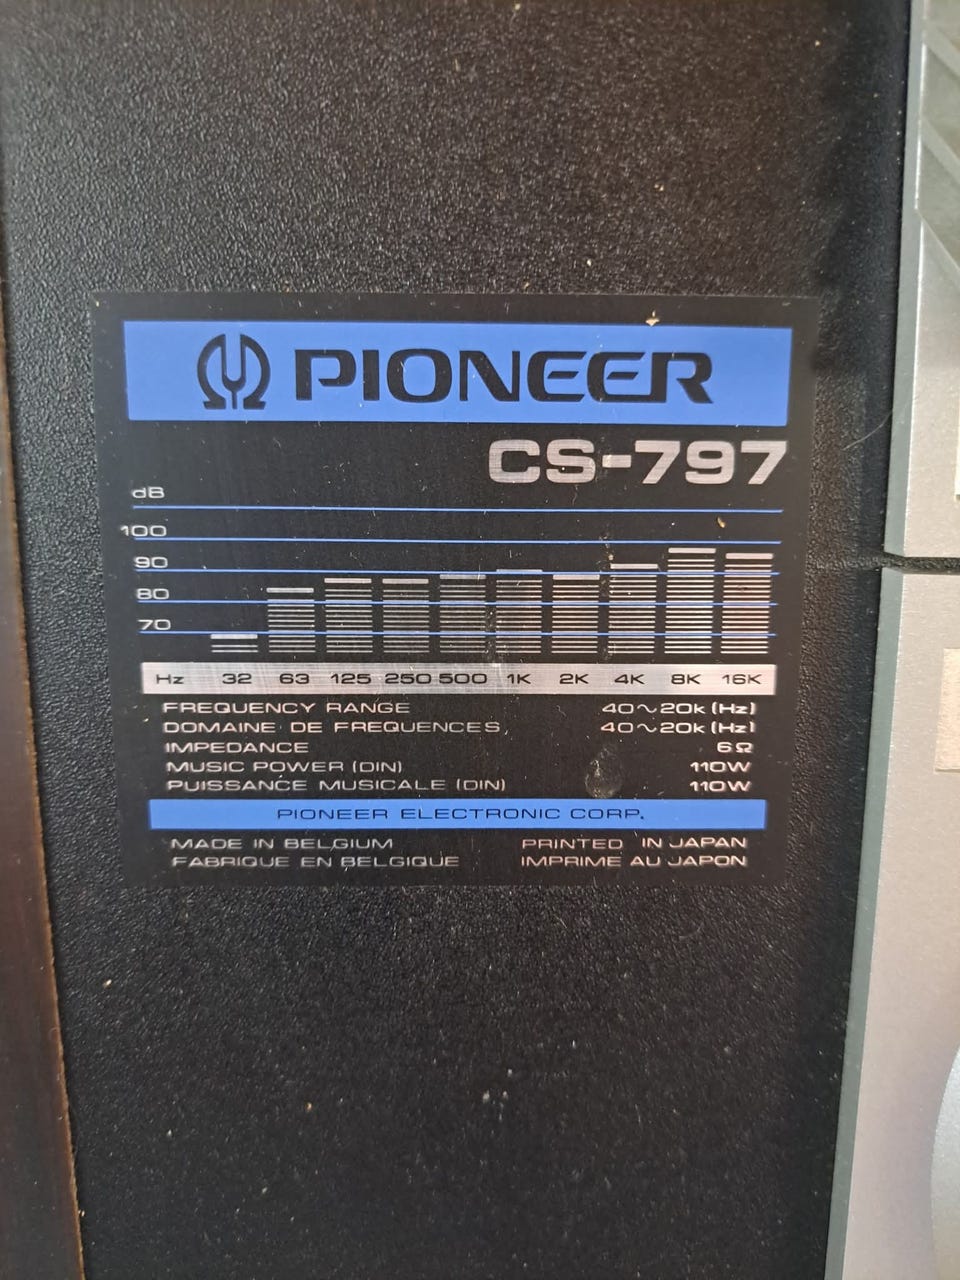 PIONEER
CS-797
dB
100
90
80
70
Hz 32 63 125 250 500 1K 2K 4K 8K 16K
FREQUENCY RANGE 40~20k (Hz)
DOMAINE DE FREQUENCES 40~20k (Hz)
IMPEDANCE 6Ω
MUSIC POWER (DIN) 110W
PUISSANCE MUSICALE (DIN) 110W
PIONEER ELECTRONIC CORP.
MADE IN BELGIUM PRINTED IN JAPAN
FABRIQUE EN BELGIQUE IMPRIME AU JAPON